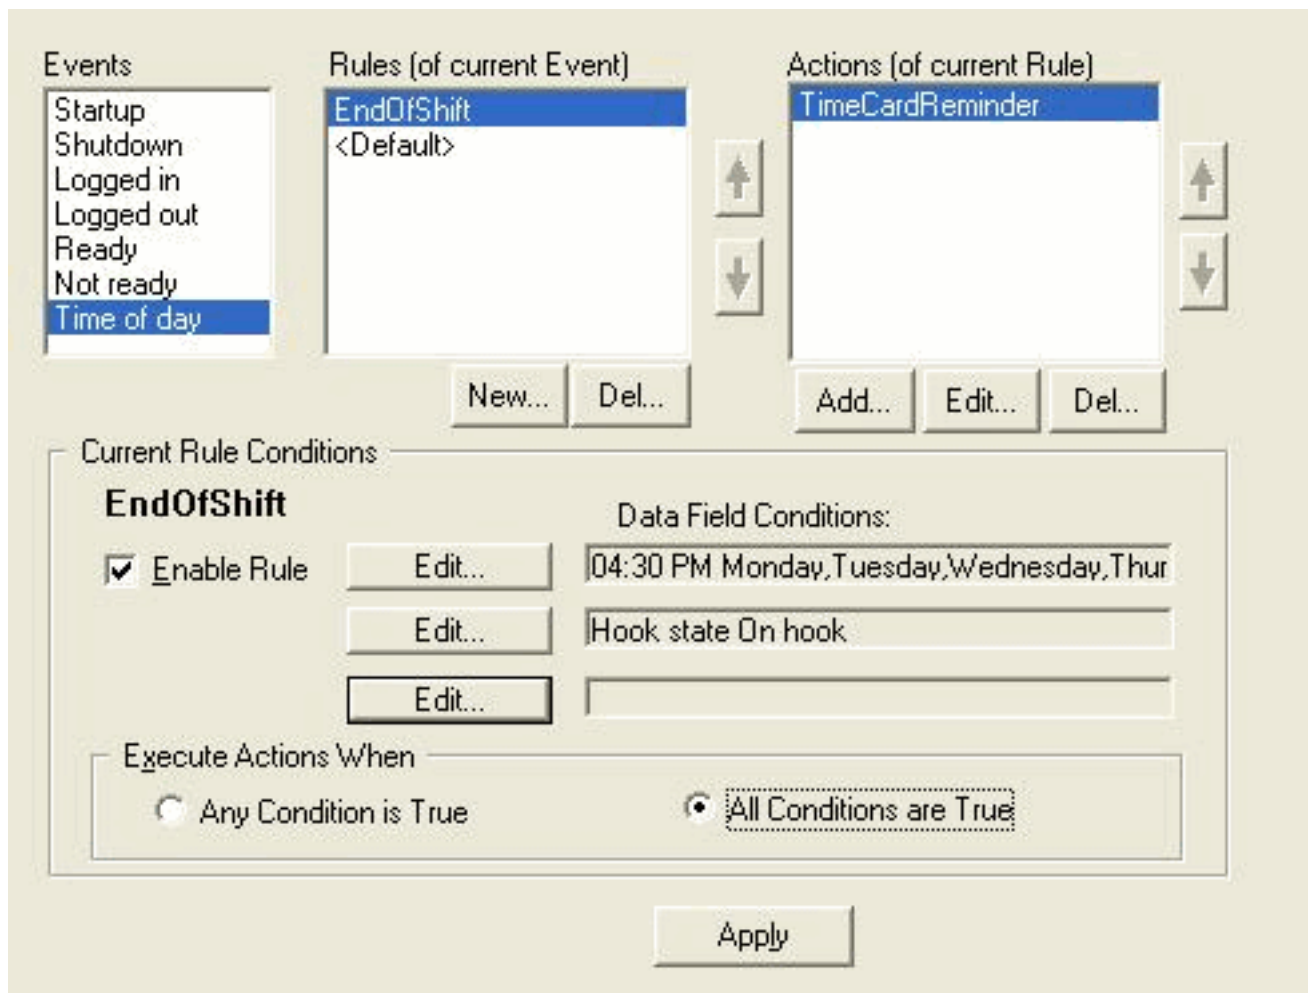 Events
Startup
Shutdown
Logged in
Logged out
Ready
Not ready
Time of day
Rules (of current Event)
EndOfShift
<Default>
New...
Del...
Actions (of current Rule)
TimeCardReminder
Add...
Edit...
Del...
Current Rule Conditions
EndOfShift
Data Field Conditions:
Enable Rule
Edit...
04:30 PM Monday,Tuesday,Wednesday,Thur
Edit...
Hook state On hook
Edit...
Execute Actions When
Any Condition is True
All Conditions are True
Apply